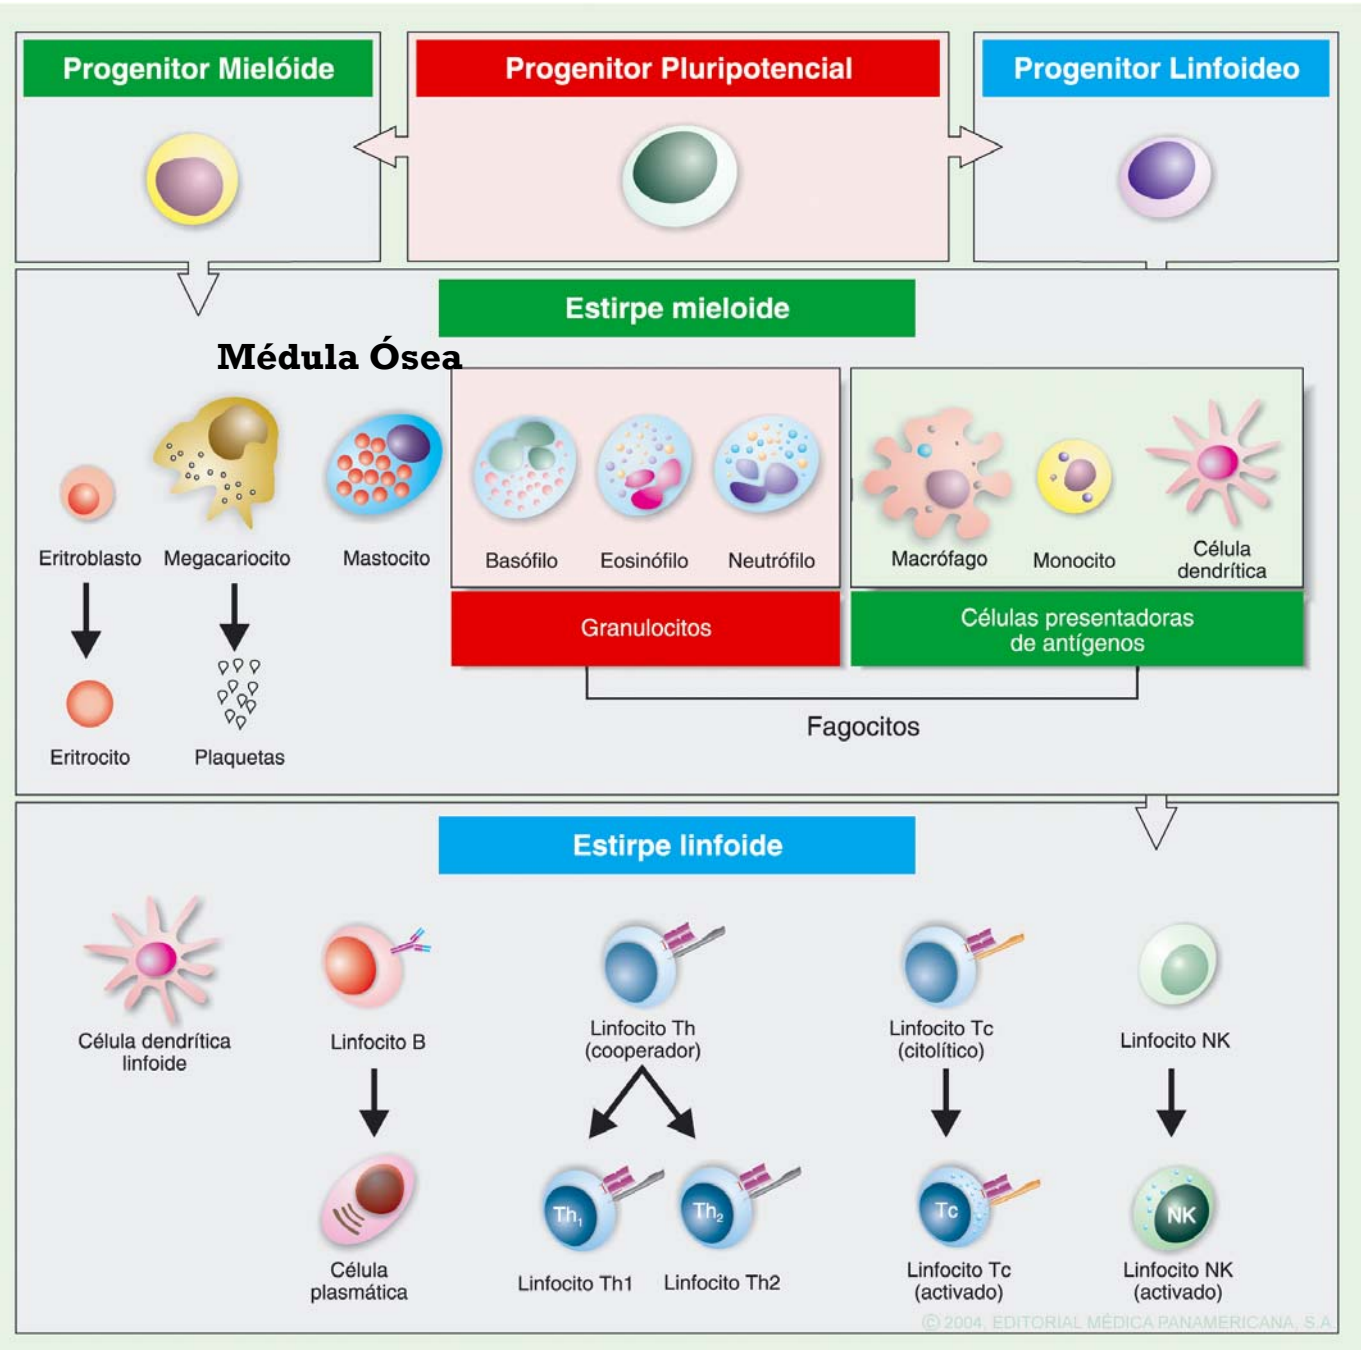 Progenitor Mielóide
Progenitor Pluripotencial
Progenitor Linfoideo
Estirpe mieloide
Médula Ósea
Eritroblasto
Megacariocito
Mastocito
Basófilo
Eosinófilo
Neutrófilo
Macrófago
Monocito
Célula
dendrítica
Granulocitos
Células presentadoras
de antígenos
Fagocitos
Eritrocito
Plaquetas
Estirpe linfoide
Célula dendrítica
linfoide
Linfocito B
Linfocito Th
(cooperador)
Linfocito Tc
(citolítico)
Linfocito NK
Th₁
Th₂
Tc
NK
Célula
plasmática
Linfocito Th1
Linfocito Th2
Linfocito Tc
(activado)
Linfocito NK
(activado)
© 2004, EDITORIAL MÉDICA PANAMERICANA, S.A.